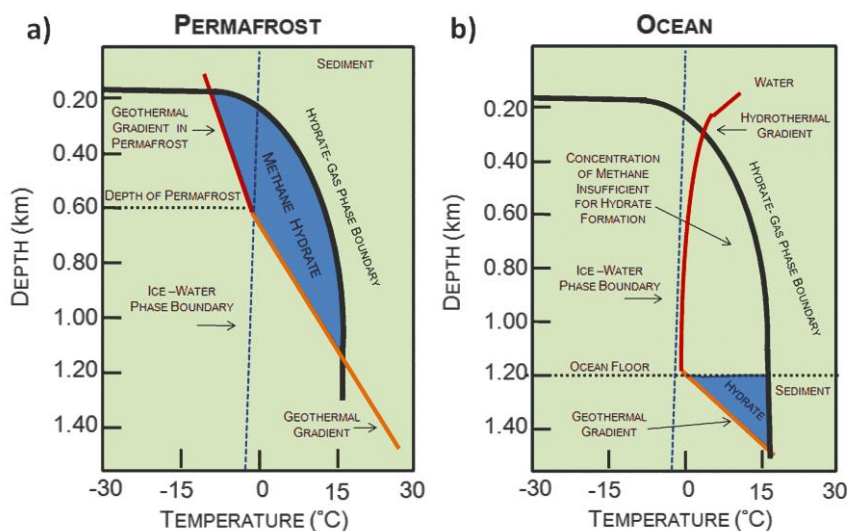 a) PERMAFROST
SEDIMENT
0.20
0.40
0.60
0.80
1.00
1.20
1.40
DEPTH (km)
GEOTHERMAL
GRADIENT IN
PERMAFROST
HYDRATE-GAS PHASE BOUNDARY
METHANE HYDRATE
DEPTH OF PERMAFROST
ICE–WATER
PHASE BOUNDARY
GEOTHERMAL
GRADIENT
-30
-15
0
15
30
TEMPERATURE (°C)
b) OCEAN
WATER
HYDROTHERMAL
GRADIENT
0.20
0.40
0.60
0.80
1.00
1.20
1.40
DEPTH (km)
CONCENTRATION
OF METHANE
INSUFFICIENT
FOR HYDRATE
FORMATION
HYDRATE-GAS PHASE BOUNDARY
ICE–WATER
PHASE BOUNDARY
OCEAN FLOOR
HYDRATE
SEDIMENT
GEOTHERMAL
GRADIENT
-30
-15
0
15
30
TEMPERATURE (°C)